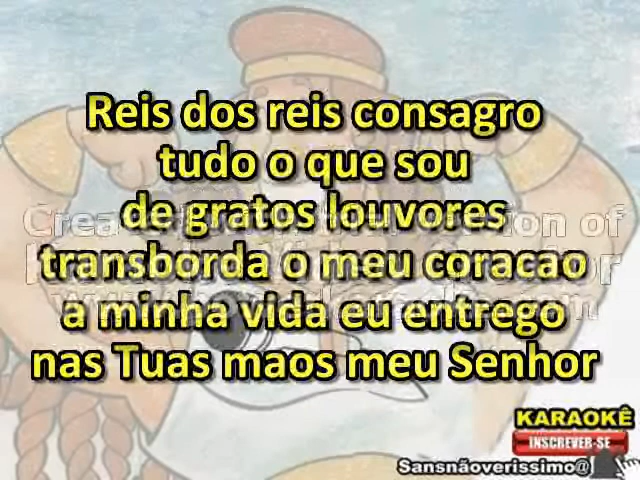 Reis dos reis consagro
tudo o que sou
de gratos louvores
transborda o meu coracao
a minha vida eu entrego
nas Tuas maos meu Senhor
KARAOKÊ
INSCREVER-SE
Sansnãoverissimo@